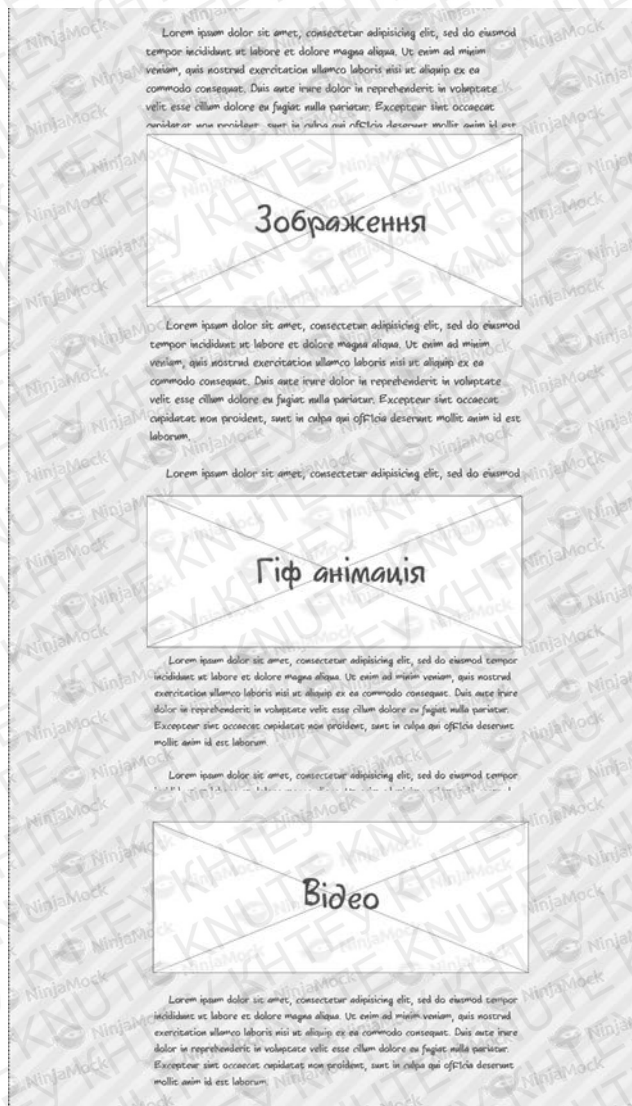 Lorem ipsum dolor sit amet, consectetur adipisicing elit, sed do eiusmod
tempor incididunt ut labore et dolore magna aliqua. Ut enim ad minim
veniam, quis nostrud exercitation ullamco laboris nisi ut aliquip ex ea
commodo consequat. Duis aute irure dolor in reprehenderit in voluptate
velit esse cillum dolore eu fugiat nulla pariatur. Excepteur sint occaecat
cupidatat non proident, sunt in culpa qui officia deserunt mollit anim id est
Зображення
Lorem ipsum dolor sit amet, consectetur adipisicing elit, sed do eiusmod
tempor incididunt ut labore et dolore magna aliqua. Ut enim ad minim
veniam, quis nostrud exercitation ullamco laboris nisi ut aliquip ex ea
commodo consequat. Duis aute irure dolor in reprehenderit in voluptate
velit esse cillum dolore eu fugiat nulla pariatur. Excepteur sint occaecat
cupidatat non proident, sunt in culpa qui officia deserunt mollit anim id est
laborum.
Lorem ipsum dolor sit amet, consectetur adipisicing elit, sed do eiusmod
Гіф анімація
Lorem ipsum dolor sit amet, consectetur adipisicing elit, sed do eiusmod tempor
incididunt ut labore et dolore magna aliqua. Ut enim ad minim veniam, quis nostrud
exercitation ullamco laboris nisi ut aliquip ex ea commodo consequat. Duis aute irure
dolor in reprehenderit in voluptate velit esse cillum dolore eu fugiat nulla pariatur.
Excepteur sint occaecat cupidatat non proident, sunt in culpa qui officia deserunt
mollit anim id est laborum.
Lorem ipsum dolor sit amet, consectetur adipisicing elit, sed do eiusmod tempor
Відео
Lorem ipsum dolor sit amet, consectetur adipisicing elit, sed do eiusmod tempor
incididunt ut labore et dolore magna aliqua. Ut enim ad minim veniam, quis nostrud
exercitation ullamco laboris nisi ut aliquip ex ea commodo consequat. Duis aute irure
dolor in reprehenderit in voluptate velit esse cillum dolore eu fugiat nulla pariatur.
Excepteur sint occaecat cupidatat non proident, sunt in culpa qui officia deserunt
mollit anim id est laborum.